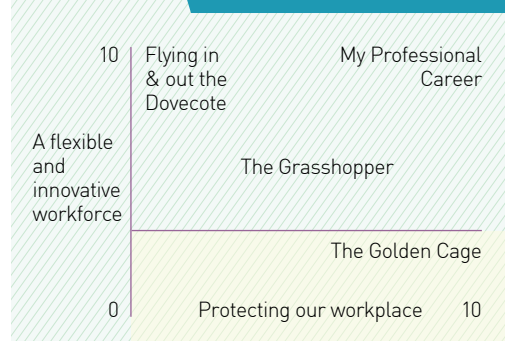 10
Flying in
& out the
Dovecote
My Professional
Career
A flexible
and
innovative
workforce
The Grasshopper
The Golden Cage
0
Protecting our workplace
10